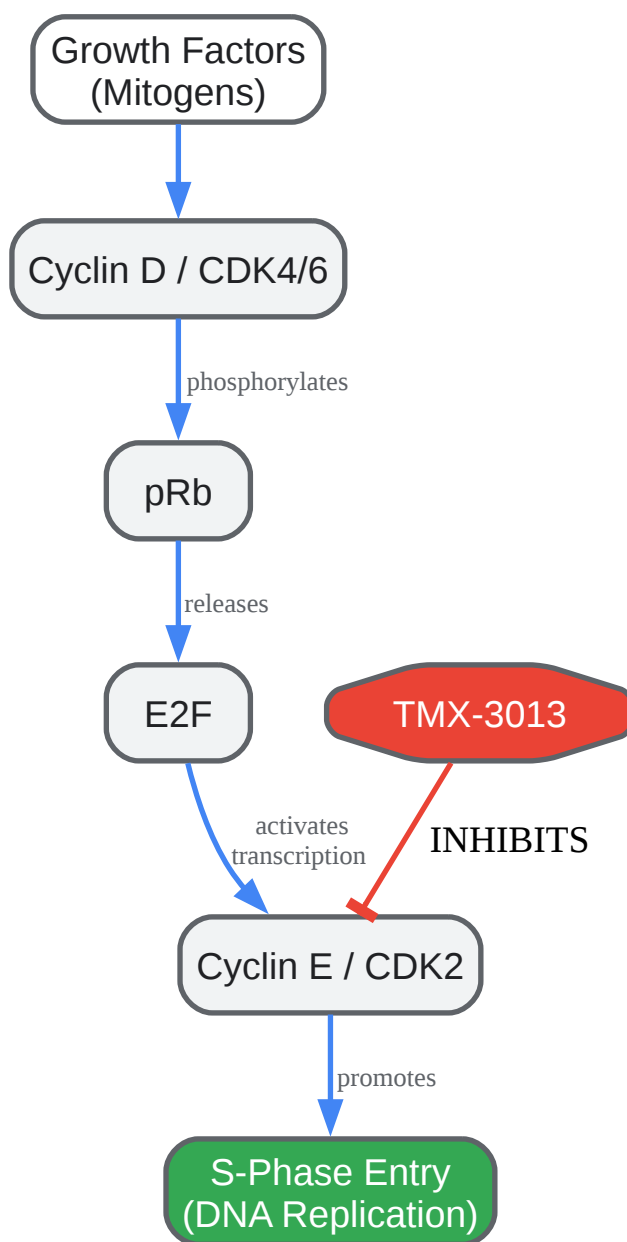 Growth Factors
(Mitogens)
Cyclin D / CDK4/6
phosphorylates
pRb
releases
E2F
TMX-3013
activates
transcription
INHIBITS
Cyclin E / CDK2
promotes
S-Phase Entry
(DNA Replication)